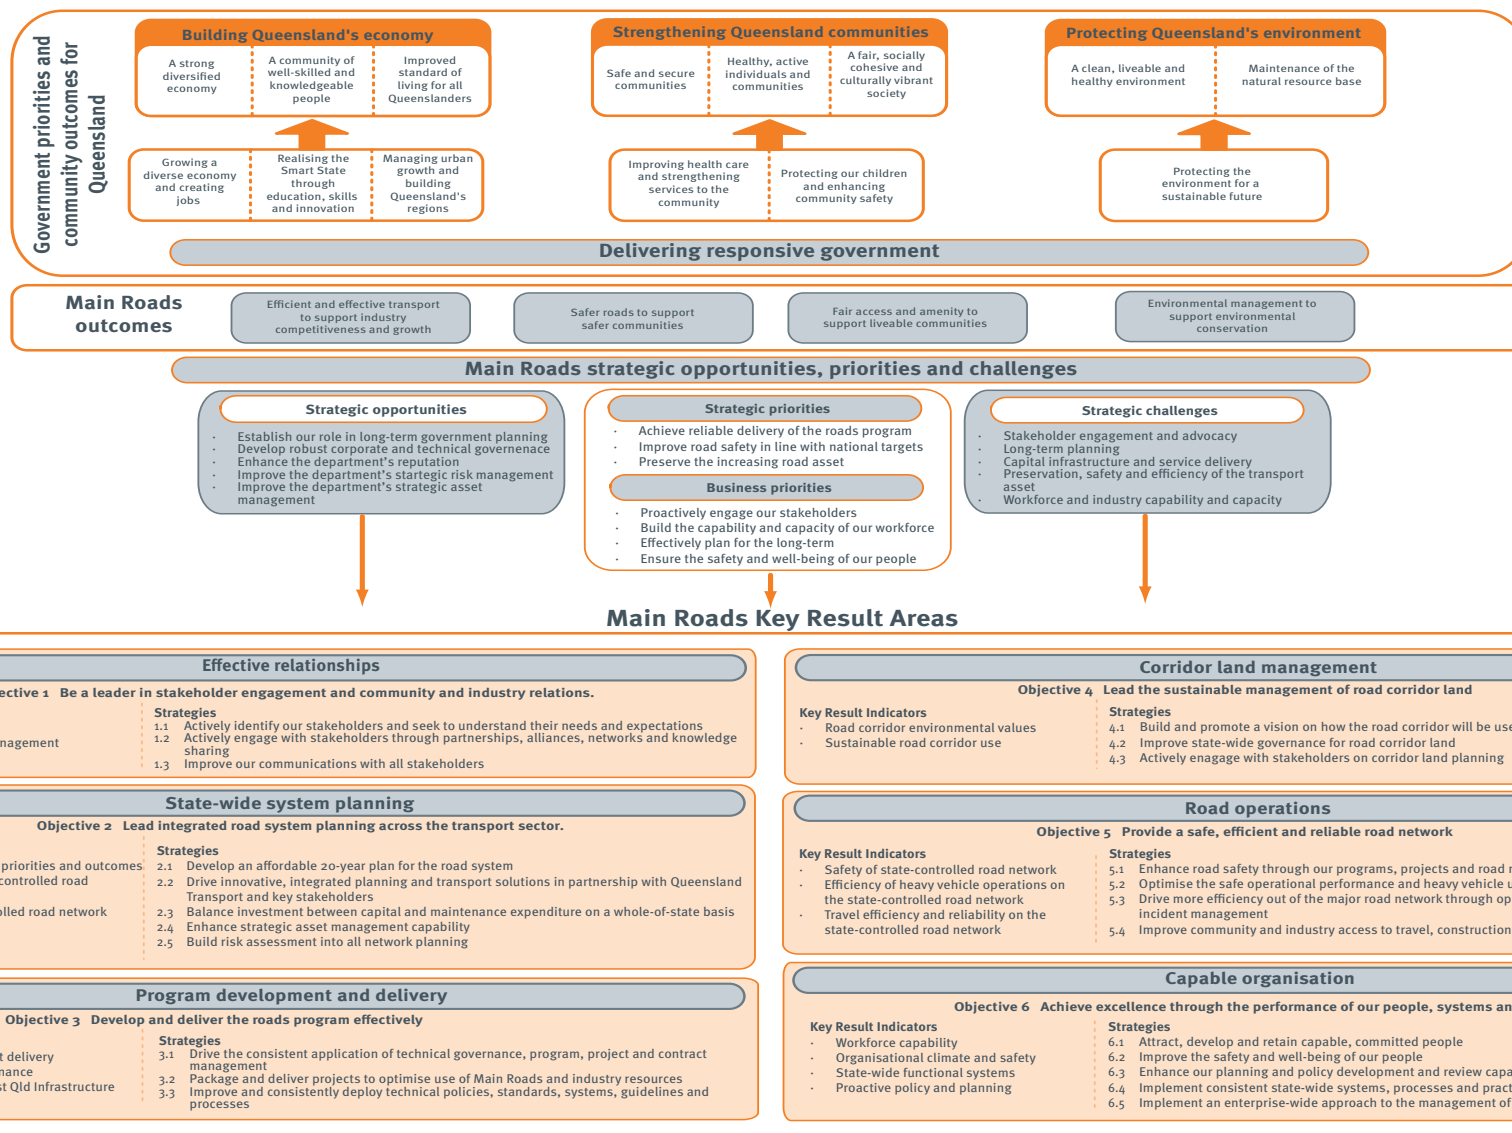 Government priorities and
community outcomes for
Queensland
Building Queensland's economy
A strong
diversified
economy
A community of
well-skilled and
knowledgeable
people
Improved
standard of
living for all
Queenslanders
Growing a
diverse economy
and creating
jobs
Realising the
Smart State
through
education, skills
and innovation
Managing urban
growth and
building
Queensland's
regions
Strengthening Queensland communities
Safe and secure
communities
Healthy, active
individuals and
communities
A fair, socially
cohesive and
culturally vibrant
society
Improving health care
and strengthening
services to the
community
Protecting our children
and enhancing
community safety
Protecting Queensland's environment
A clean, liveable and
healthy environment
Maintenance of the
natural resource base
Protecting the
environment for a
sustainable future
Delivering responsive government
Main Roads
outcomes
Efficient and effective transport
to support industry
competitiveness and growth
Safer roads to support
safer communities
Fair access and amenity to
support liveable communities
Environmental management to
support environmental
conservation
Main Roads strategic opportunities, priorities and challenges
Strategic opportunities
· Establish our role in long-term government planning
· Develop robust corporate and technical governenace
· Enhance the department's reputation
· Improve the department's startegic risk management
· Improve the department's strategic asset
management
Strategic priorities
· Achieve reliable delivery of the roads program
· Improve road safety in line with national targets
· Preserve the increasing road asset
Business priorities
· Proactively engage our stakeholders
· Build the capability and capacity of our workforce
· Effectively plan for the long-term
· Ensure the safety and well-being of our people
Strategic challenges
· Stakeholder engagement and advocacy
· Long-term planning
· Capital infrastructure and service delivery
· Preservation, safety and efficiency of the transport
asset
· Workforce and industry capability and capacity
Main Roads Key Result Areas
Effective relationships
ective 1 Be a leader in stakeholder engagement and community and industry relations.
nagement
Strategies
1.1 Actively identify our stakeholders and seek to understand their needs and expectations
1.2 Actively engage with stakeholders through partnerships, alliances, networks and knowledge
sharing
1.3 Improve our communications with all stakeholders
State-wide system planning
Objective 2 Lead integrated road system planning across the transport sector.
priorities and outcomes
controlled road
olled road network
Strategies
2.1 Develop an affordable 20-year plan for the road system
2.2 Drive innovative, integrated planning and transport solutions in partnership with Queensland
Transport and key stakeholders
2.3 Balance investment between capital and maintenance expenditure on a whole-of-state basis
2.4 Enhance strategic asset management capability
2.5 Build risk assessment into all network planning
Program development and delivery
Objective 3 Develop and deliver the roads program effectively
t delivery
nance
st Qld Infrastructure
Strategies
3.1 Drive the consistent application of technical governance, program, project and contract
management
3.2 Package and deliver projects to optimise use of Main Roads and industry resources
3.3 Improve and consistently deploy technical policies, standards, systems, guidelines and
processes
Corridor land management
Objective 4 Lead the sustainable management of road corridor land
Key Result Indicators
· Road corridor environmental values
· Sustainable road corridor use
Strategies
4.1 Build and promote a vision on how the road corridor will be use
4.2 Improve state-wide governance for road corridor land
4.3 Actively enagage with stakeholders on corridor land planning
Road operations
Objective 5 Provide a safe, efficient and reliable road network
Key Result Indicators
· Safety of state-controlled road network
· Efficiency of heavy vehicle operations on
the state-controlled road network
· Travel efficiency and reliability on the
state-controlled road network
Strategies
5.1 Enhance road safety through our programs, projects and road
5.2 Optimise the safe operational performance and heavy vehicle
5.3 Drive more efficiency out of the major road network through op
incident management
5.4 Improve community and industry access to travel, construction
Capable organisation
Objective 6 Achieve excellence through the performance of our people, systems an
Key Result Indicators
· Workforce capability
· Organisational climate and safety
· State-wide functional systems
· Proactive policy and planning
Strategies
6.1 Attract, develop and retain capable, committed people
6.2 Improve the safety and well-being of our people
6.3 Enhance our planning and policy development and review capa
6.4 Implement consistent state-wide systems, processes and pract
6.5 Implement an enterprise-wide approach to the management of